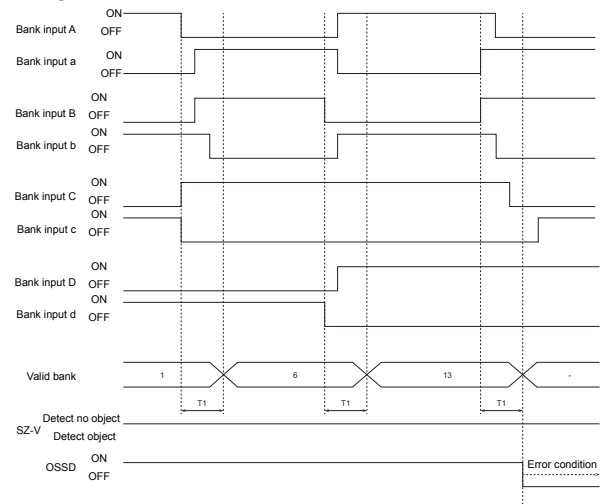 ON
Bank input A OFF
ON
Bank input a
OFF
ON
Bank input B OFF
ON
Bank input b OFF
ON
Bank input C OFF
ON
Bank input c OFF
ON
Bank input D OFF
ON
Bank input d OFF
Valid bank 1 6 13 -
T1 T1 T1
Detect no object
SZ-V
Detect object
ON
OSSD
OFF
Error condition